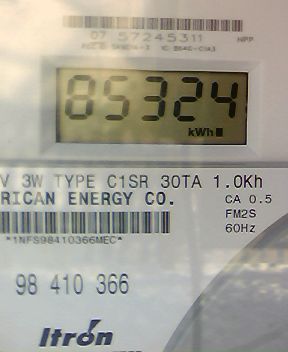 07 57245311
85324
kWh
V 3W TYPE C1SR 30TA 1.0Kh
RICAN ENERGY CO.
CA 0.5
FM2S
60Hz
*1NFS98410366MEC*
98 410 366
Itrón